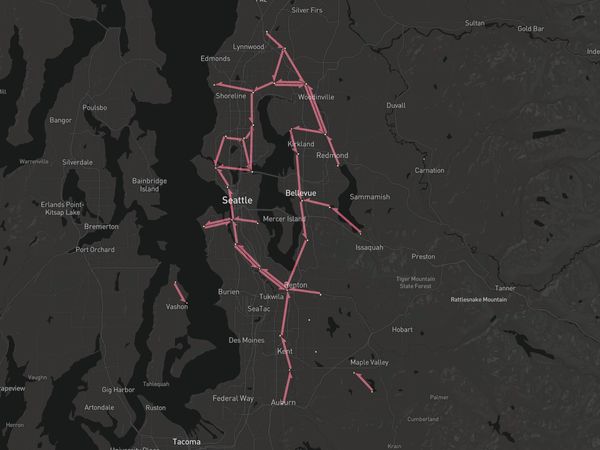 Silver Firs
Sultan
Gold Bar
Lynnwood
Edmonds
Shoreline
Woodinville
Poulsbo
Duvall
Bangor
Kirkland
Warrenville
Silverdale
Redmond
Carnation
Bainbridge
Island
Bellevue
Sammamish
Erlands Point-
Kitsap Lake
Seattle
Mercer Island
Bremerton
Port Orchard
Issaquah
Preston
Tiger Mountain
State Forest
Tanner
Burien
Tukwila
Renton
Rattlesnake Mountain
Vashon
SeaTac
Hobart
Des Moines
Kent
Maple Valley
Vaughn
Tahlequah
Gig Harbor
Federal Way
Auburn
Palmer
Artondale
Ruston
Cumberland
Herron
Tacoma
Krain